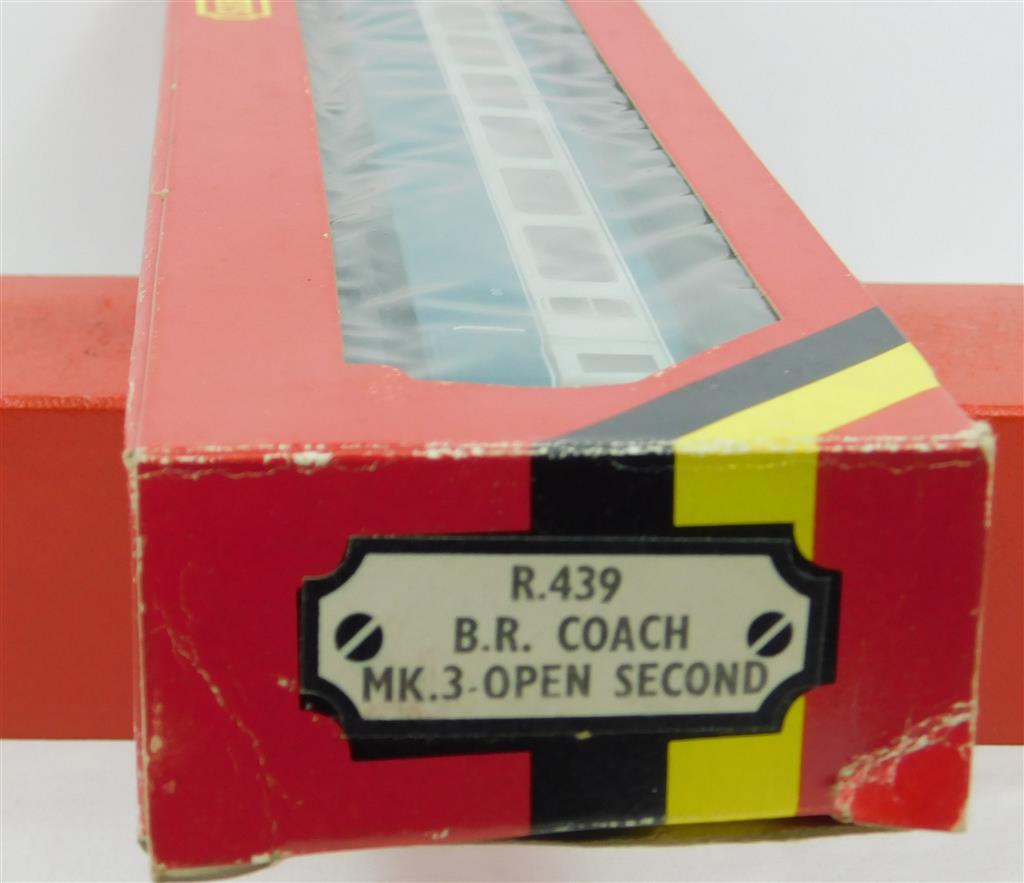 R.439
B.R. COACH
MK.3-OPEN SECOND